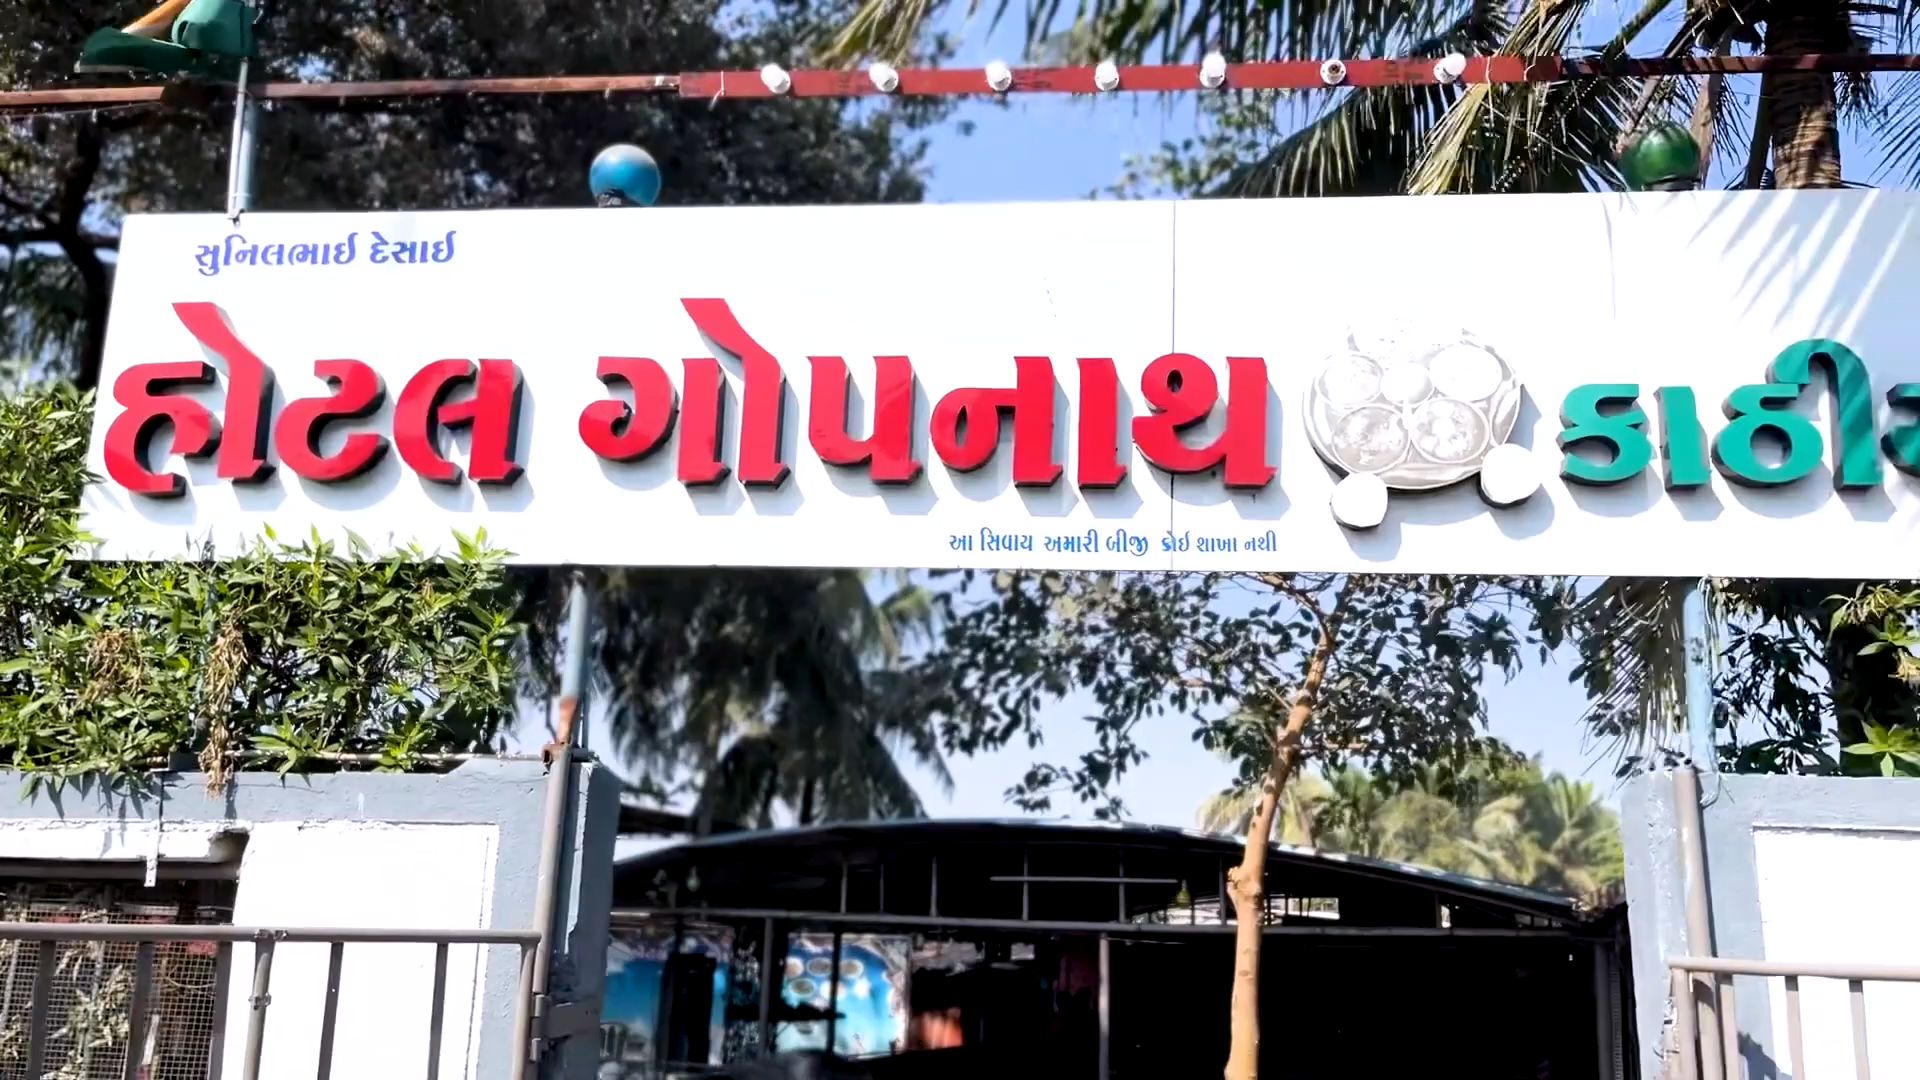 સુનિલભાઈ દેસાઈ
હોટલ ગોપનાથ
આ સિવાય અમારી બીજી કોઈ શાખા નથી